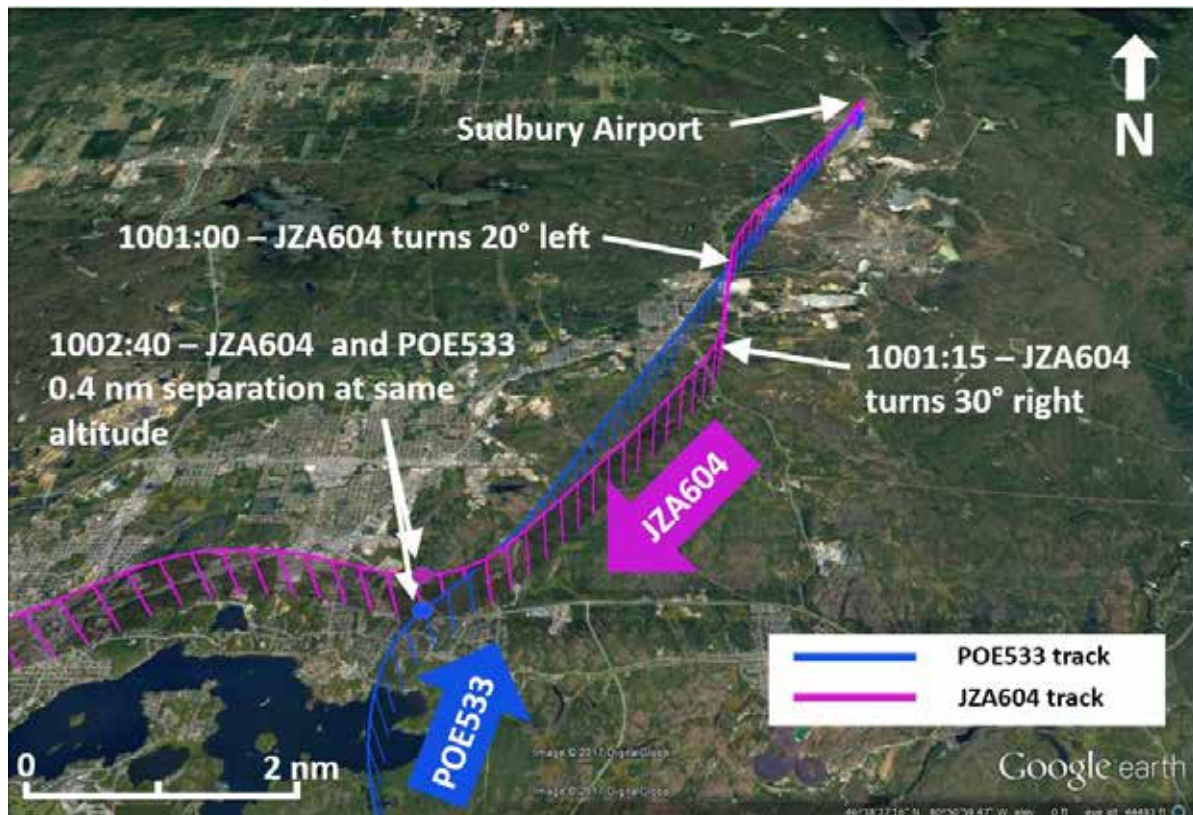 N
Sudbury Airport
1001:00 – JZA604 turns 20° left
1002:40 – JZA604 and POE533
0.4 nm separation at same
altitude
1001:15 – JZA604
turns 30° right
JZA604
POE533
POE533 track
JZA604 track
0 2 nm
Image © 2017 DigitalGlobe
Image © 2017 DigitalGlobe
Google earth